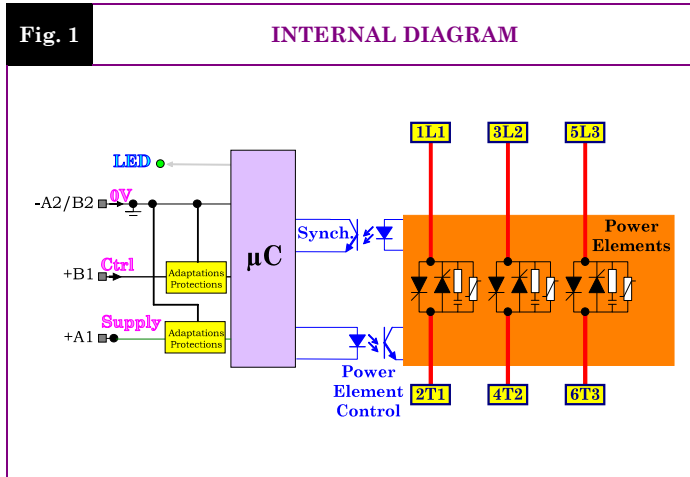 Fig. 1
INTERNAL DIAGRAM
1L1
3L2
5L3
LED
-A2/B2
0V
Synch.
Power
Elements
µC
+B1
Ctrl
Adaptations
Protections
+A1
Supply
Adaptations
Protections
Power
Element
Control
2T1
4T2
6T3